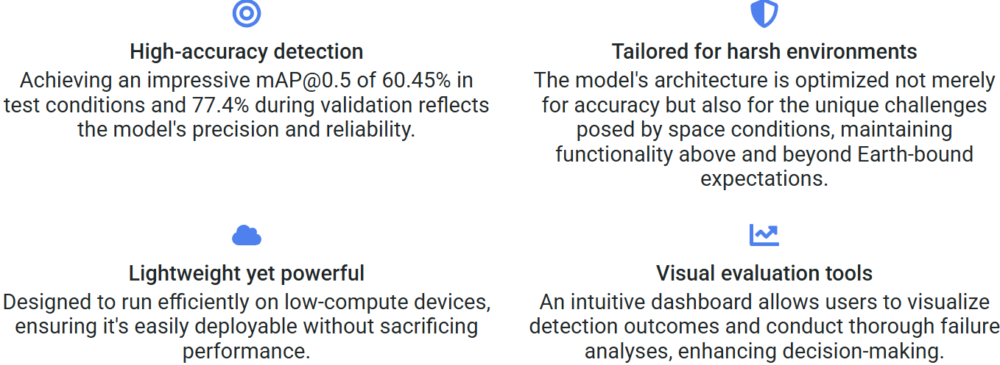 High-accuracy detection
Achieving an impressive mAP@0.5 of 60.45% in
test conditions and 77.4% during validation reflects
the model's precision and reliability.
Tailored for harsh environments
The model's architecture is optimized not merely
for accuracy but also for the unique challenges
posed by space conditions, maintaining
functionality above and beyond Earth-bound
expectations.
Lightweight yet powerful
Designed to run efficiently on low-compute devices,
ensuring it's easily deployable without sacrificing
performance.
Visual evaluation tools
An intuitive dashboard allows users to visualize
detection outcomes and conduct thorough failure
analyses, enhancing decision-making.